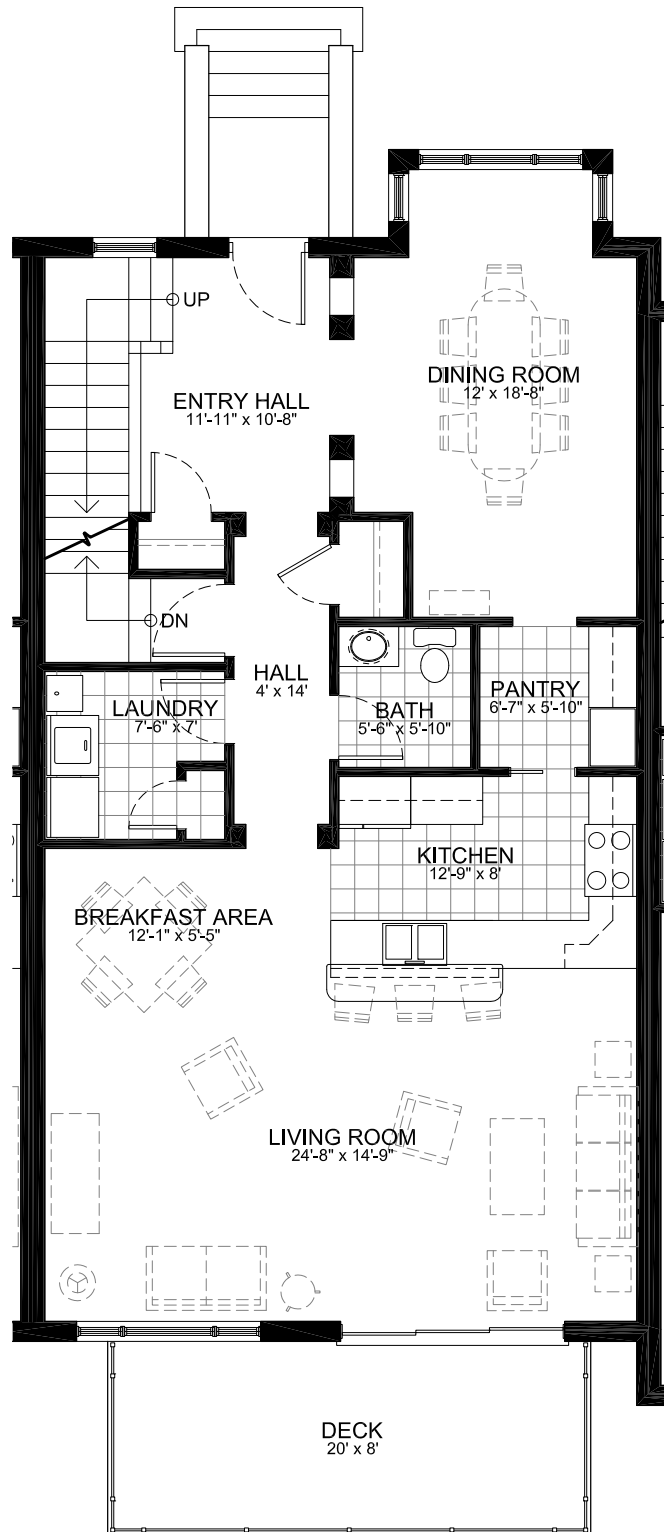 UP
DINING ROOM
12' x 18'-8"
ENTRY HALL
11'-11" x 10'-8"
DN
HALL
4' x 14'
LAUNDRY
7'-6" x 7'
BATH
5'-6" x 5'-10"
PANTRY
6'-7" x 5'-10"
KITCHEN
12'-9" x 8'
BREAKFAST AREA
12'-1" x 5'-5"
LIVING ROOM
24'-8" x 14'-9"
DECK
20' x 8'